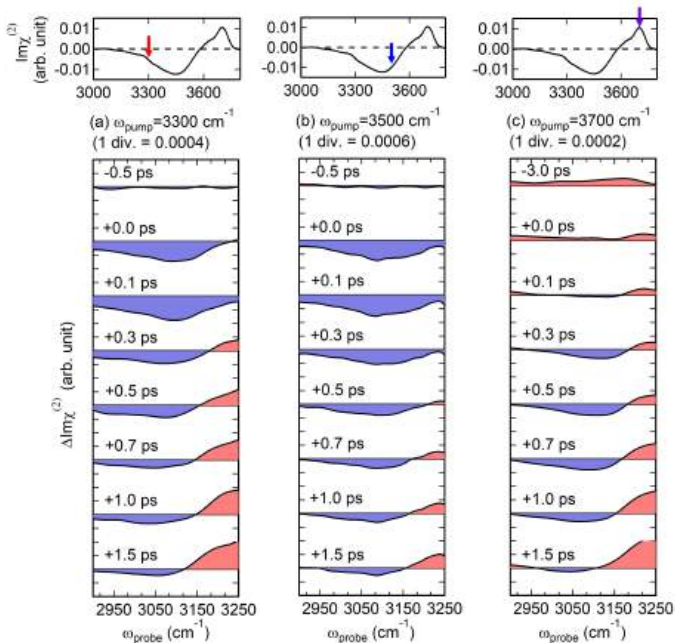 Imχ(2)
(arb. unit)
0.01
0.00
-0.01
3000 3300 3600
0.01
0.00
-0.01
3000 3300 3600
0.01
0.00
-0.01
3000 3300 3600
(a) ωpump=3300 cm-1
(1 div. = 0.0004)
(b) ωpump=3500 cm-1
(1 div. = 0.0006)
(c) ωpump=3700 cm-1
(1 div. = 0.0002)
ΔImχ(2) (arb. unit)
-0.5 ps
+0.0 ps
+0.1 ps
+0.3 ps
+0.5 ps
+0.7 ps
+1.0 ps
+1.5 ps
2950 3050 3150 3250
ωprobe (cm-1)
-0.5 ps
+0.0 ps
+0.1 ps
+0.3 ps
+0.5 ps
+0.7 ps
+1.0 ps
+1.5 ps
2950 3050 3150 3250
ωprobe (cm-1)
-3.0 ps
+0.0 ps
+0.1 ps
+0.3 ps
+0.5 ps
+0.7 ps
+1.0 ps
+1.5 ps
2950 3050 3150 3250
ωprobe (cm-1)